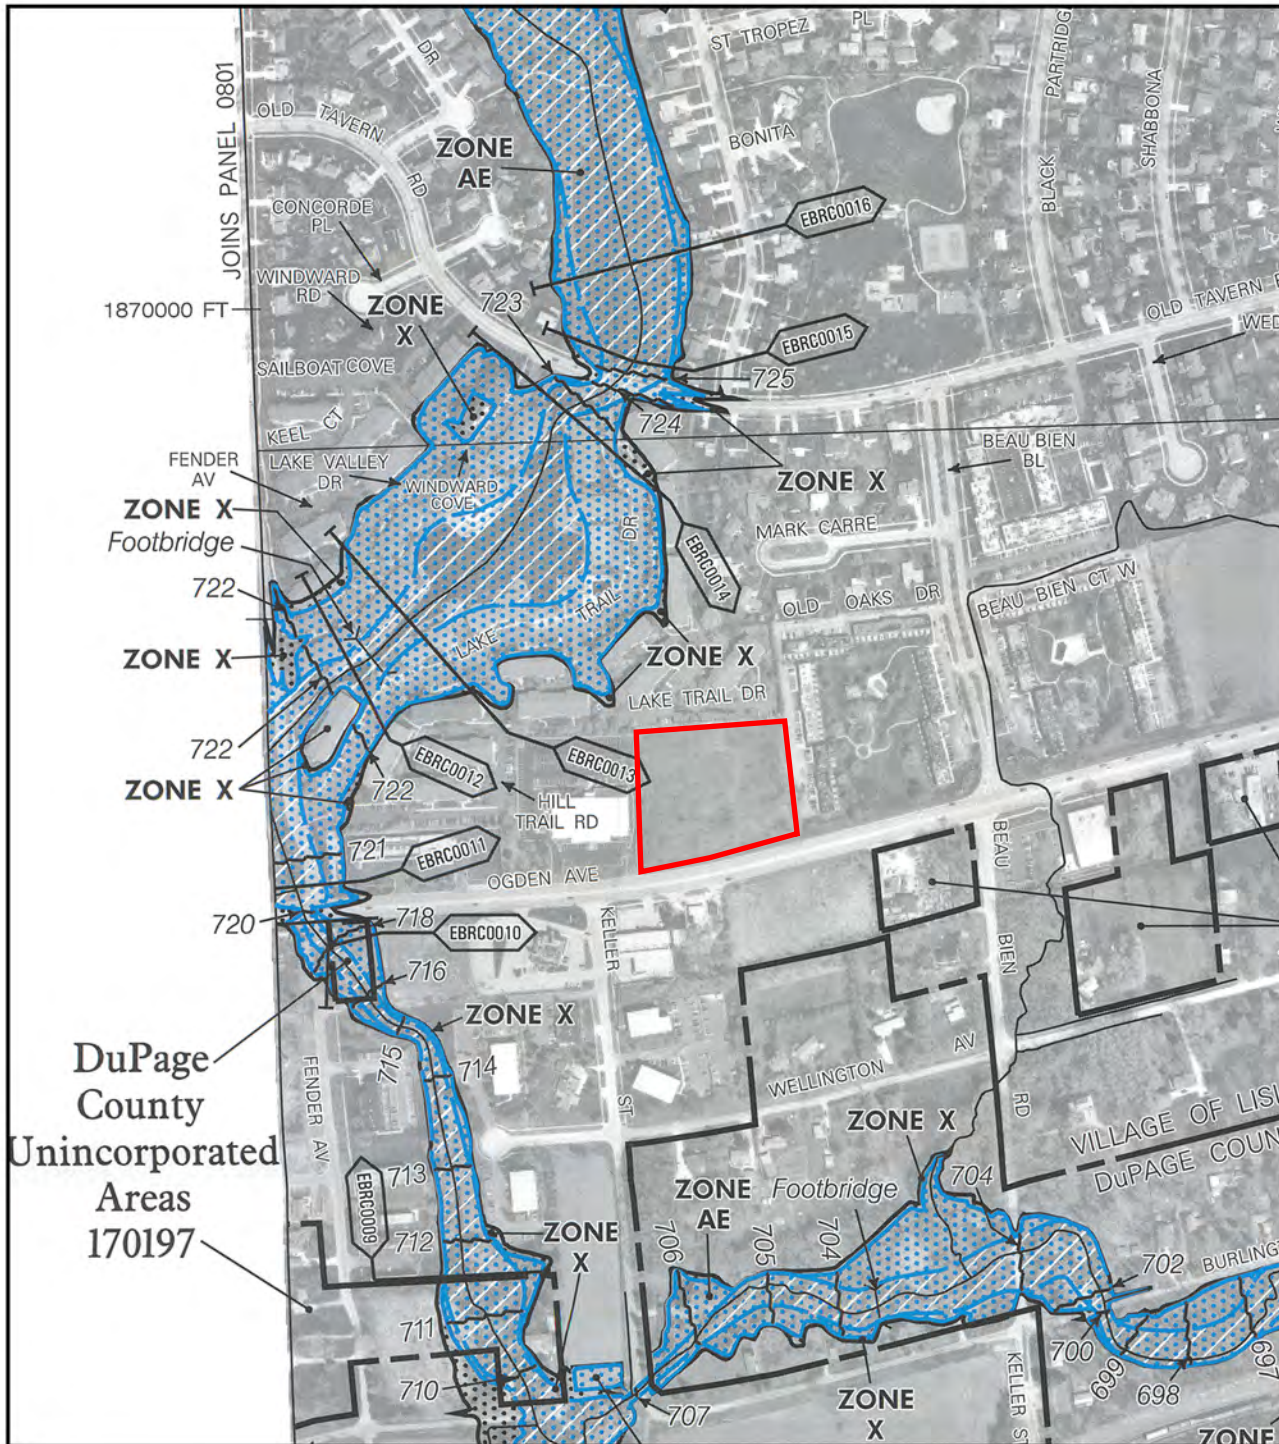 ST TROPEZ
PL
DR
PARTRIDG
JOINS PANEL 0801
OLD TAVERN
RD
ZONE
AE
BONITA
BLACK
SHABBONA
CONCORDE
PL
EBRC0016
WINDWARD
RD
1870000 FT
ZONE
X
723
EBRC0015
OLD TAVERN
WED
SAILBOAT COVE
725
KEEL CT
724
FENDER
AV
LAKE VALLEY
DR
WINDWARD
COVE
BEAU BIEN
BL
ZONE X
ZONE X
Footbridge
DR
MARK CARRE
EBRC0014
722
LAKE TRAIL
OLD OAKS DR
BEAU BIEN CT W
ZONE X
ZONE X
LAKE TRAIL DR
722
EBRC0012
EBRC0013
ZONE X
722
HILL
TRAIL RD
721
EBRC0011
OGDEN AVE
BEAU
720
718
EBRC0010
KELLER
BIEN
716
ZONE X
DuPage
County
Unincorporated
Areas
170197
715
714
FENDER AV
ST
WELLINGTON AV
RD
VILLAGE OF LISL
DuPAGE COUN
ZONE X
713
EBRC0009
ZONE
AE
Footbridge
704
712
ZONE
X
706
705
704
702
BURLINGT
711
700
699
698
697
710
707
ZONE
X
KELLER ST
ZONE